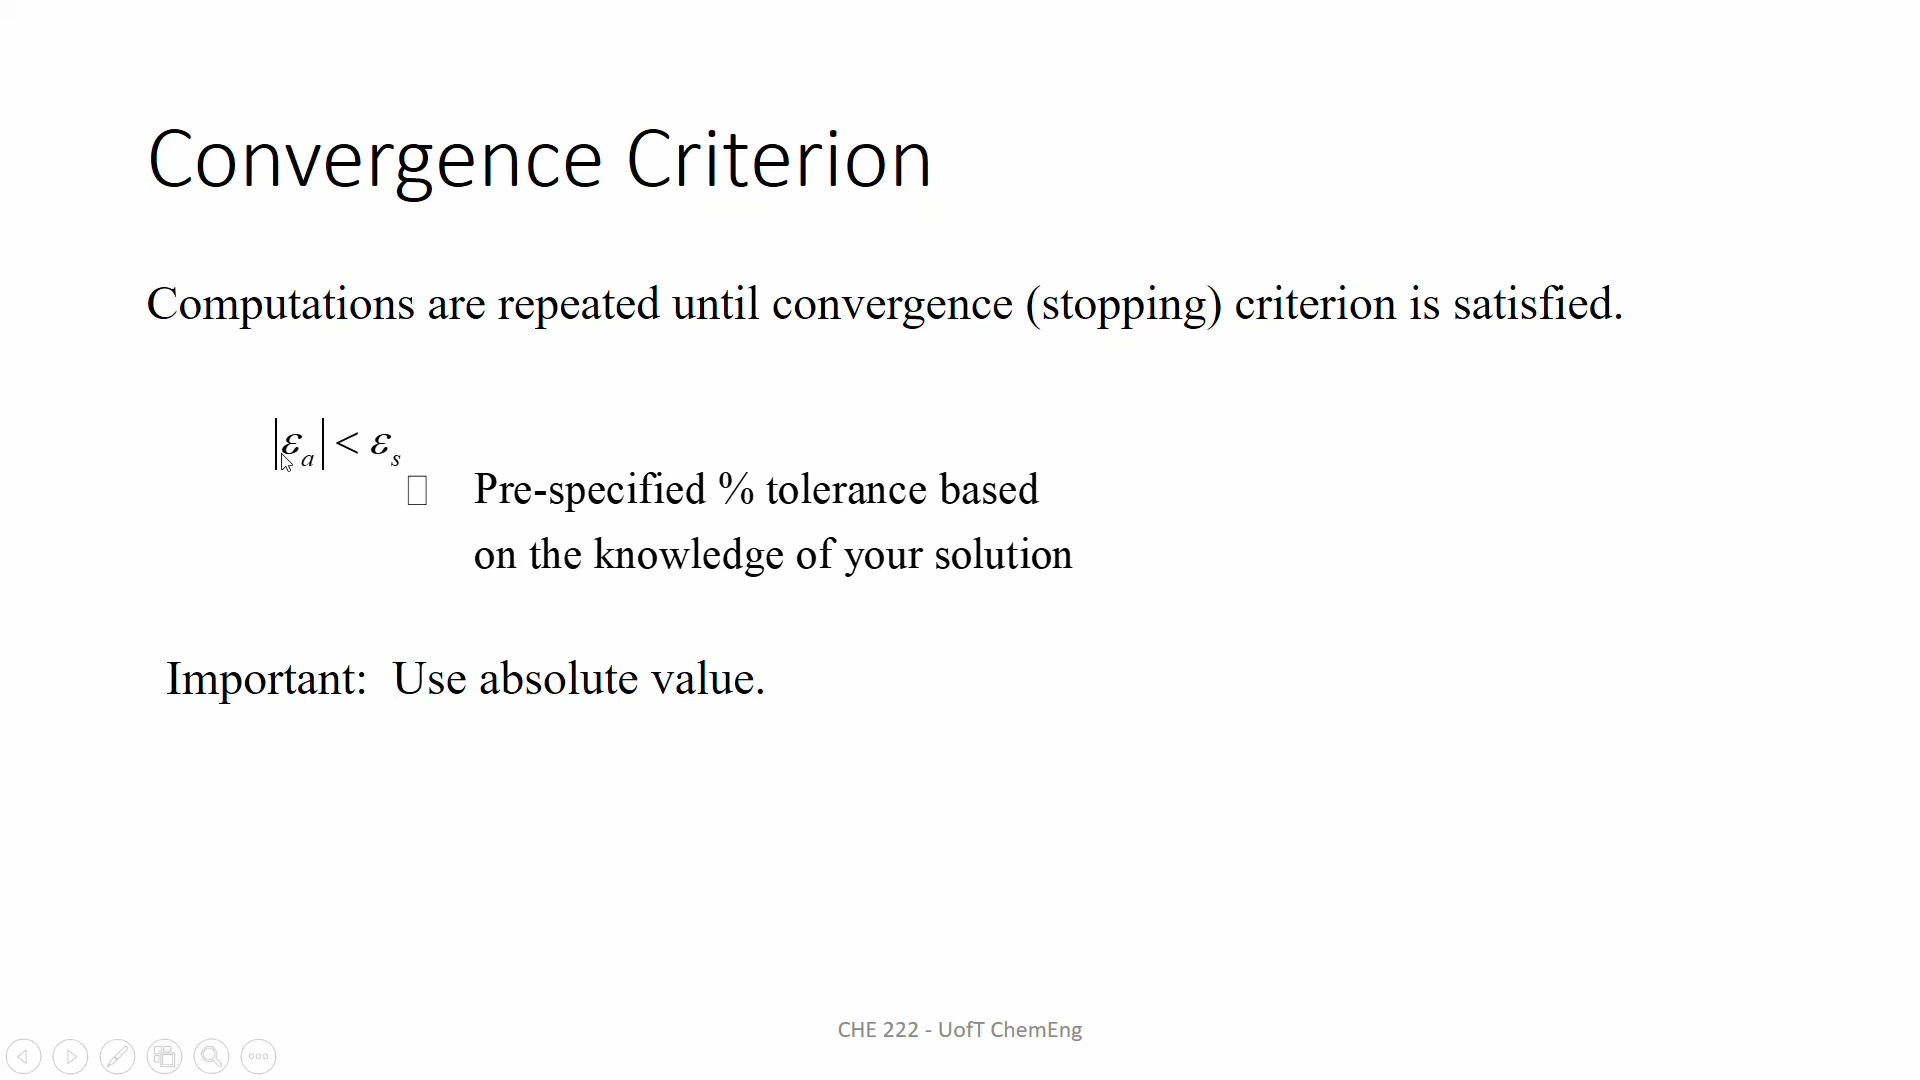 Convergence Criterion
Computations are repeated until convergence (stopping) criterion is satisfied.
|εₐ| < εₛ
Pre-specified % tolerance based
on the knowledge of your solution
Important: Use absolute value.
CHE 222 - UofT ChemEng